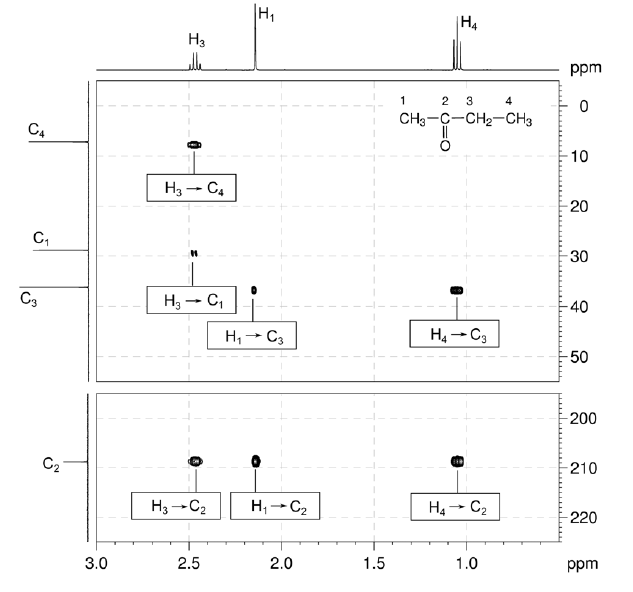 H₁
H₃
H₄
ppm
1 2 3 4
CH₃–C–CH₂–CH₃
O
0
C₄
10
H₃ → C₄
20
C₁
30
C₃
H₃ → C₁
40
H₁ → C₃
H₄ → C₃
50
200
C₂
210
H₃ → C₂
H₁ → C₂
H₄ → C₂
220
3.0 2.5 2.0 1.5 1.0 ppm